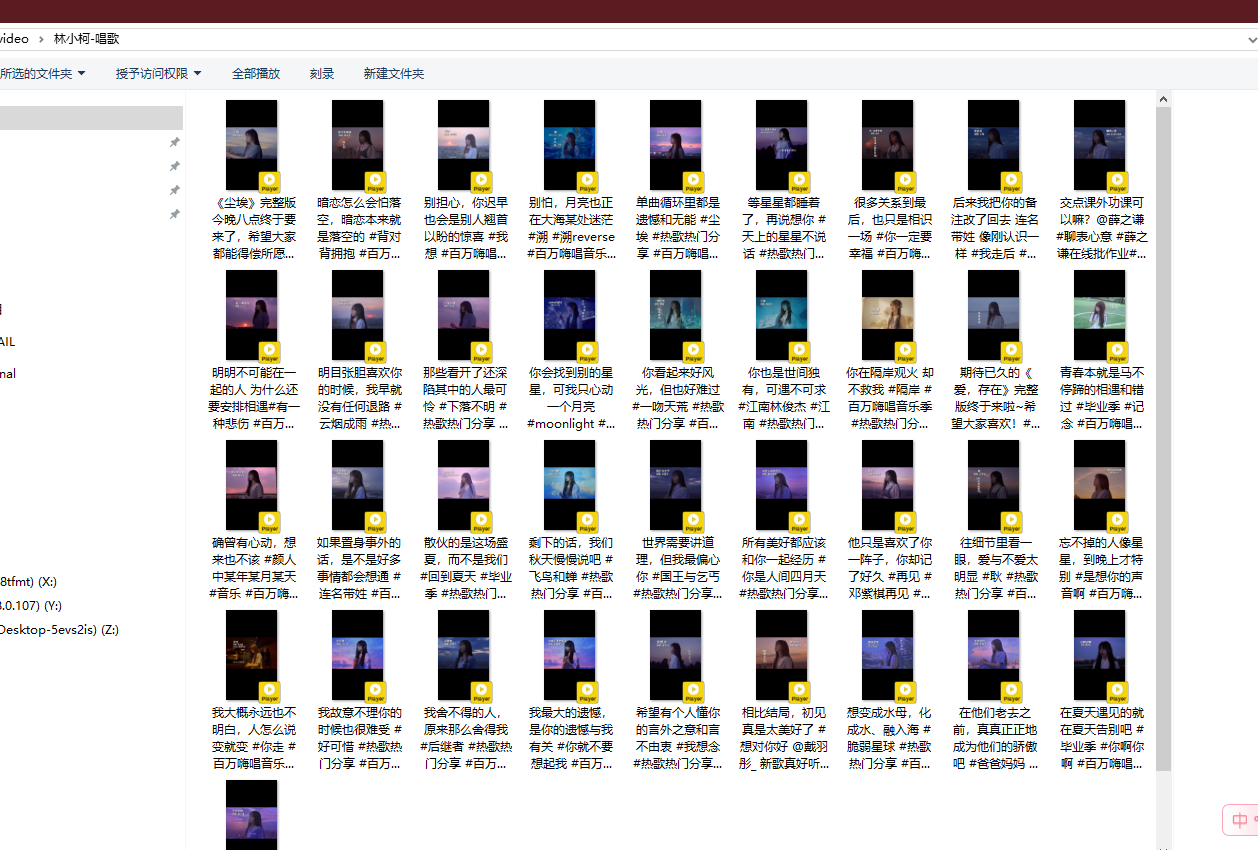 video › 林小柯-唱歌
所选的文件夹 授予访问权限 全部播放 刻录 新建文件夹
AIL
nal
8tfmt) (X:)
.0.107) (Y:)
Desktop-5evs2is) (Z:)
《尘埃》完整版
今晚八点终于要
来了，希望大家
都能得偿所愿...
暗恋怎么会怕落
空，暗恋本来就
是落空的 #背对
背拥抱 #百万...
别担心，你迟早
也会是别人翘首
以盼的惊喜 #我
想 #百万嗨唱...
别怕，月亮也正
在大海某处迷茫
#溯 #溯reverse
#百万嗨唱音乐...
单曲循环里都是
遗憾和无能 #尘
埃 #热歌热门分
享 #百万嗨唱...
等星星都睡着
了，再说想你 #
天上的星星不说
话 #热歌热门...
很多关系到最
后，也只是相识
一场 #你一定要
幸福 #百万嗨...
后来我把你的备
注改了回去 连名
带姓 像刚认识一
样 #我走后 #...
交点课外功课可
以嘛？@薛之谦
#聊表心意 #薛之
谦在线批作业#...
明明不可能在一
起的人 为什么还
要安排相遇#有一
种悲伤 #百万...
明目张胆喜欢你
的时候，我早就
没有任何退路 #
云烟成雨 #热...
那些看开了还深
陷其中的人最可
怜 #下落不明 #
热歌热门分享 ...
你会找到别的星
星，可我只心动
一个月亮
#moonlight #...
你看起来好风
光，但也好难过
#一吻天荒 #热歌
热门分享 #百...
你也是世间独
有，可遇不可求
#江南林俊杰 #江
南 #热歌热门...
你在隔岸观火 却
不救我 #隔岸 #
百万嗨唱音乐季
#热歌热门分...
期待已久的《
爱，存在》完整
版终于来啦~希
望大家喜欢！#...
青春本就是马不
停蹄的相遇和错
过 #毕业季 #记
念 #百万嗨唱...
确曾有心动，想
来也不该 #颜人
中某年某月某天
#音乐 #百万嗨...
如果置身事外的
话，是不是好多
事情都会想通 #
连名带姓 #百...
散伙的是这场盛
夏，而不是我们
#回到夏天 #毕业
季 #热歌热门...
剩下的话，我们
秋天慢慢说吧 #
飞鸟和蝉 #热歌
热门分享 #百...
世界需要讲道
理，但我最偏心
你 #国王与乞丐
#热歌热门分享...
所有美好都应该
和你一起经历 #
你是人间四月天
#热歌热门分享...
他只是喜欢了你
一阵子，你却记
了好久 #再见 #
邓紫棋再见 #...
往细节里看一
眼，爱与不爱太
明显 #耿 #热歌
热门分享 #百...
忘不掉的人像星
星，到晚上才特
别 #是想你的声
音啊 #百万嗨...
我大概永远也不
明白，人怎么说
变就变 #你走 #
百万嗨唱音乐...
我故意不理你的
时候也很难受 #
好可惜 #热歌热
门分享 #百万...
我舍不得的人，
原来那么舍得我
#后继者 #热歌热
门分享 #百万...
我最大的遗憾，
是你的遗憾与我
有关 #你就不要
想起我 #百万...
希望有个人懂你
的言外之意和言
不由衷 #我想念
#热歌热门分享...
相比结局，初见
真是太美好了 #
想对你好 @戴羽
彤_ 新歌真好听...
想变成水母，化
成水、融入海 #
脆弱星球 #热歌
热门分享 #百...
在他们老去之
前，真真正正地
成为他们的骄傲
吧 #爸爸妈妈 ...
在夏天遇见的就
在夏天告别吧 #
毕业季 #你啊你
啊 #百万嗨唱...
中